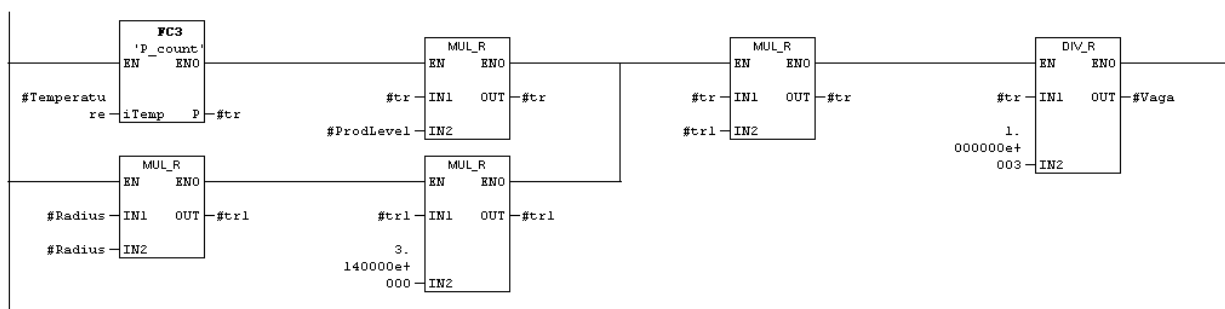 FC3
'P_count'
EN ENO
#Temperatu
re iTemp P #tr
MUL_R
EN ENO
#tr IN1 OUT #tr
#ProdLevel IN2
MUL_R
EN ENO
#tr IN1 OUT #tr
#tr1 IN2
DIV_R
EN ENO
#tr IN1 OUT #Vaga
1.
000000e+
003 IN2
MUL_R
EN ENO
#Radius IN1 OUT #tr1
#Radius IN2
MUL_R
EN ENO
#tr1 IN1 OUT #tr1
3.
140000e+
000 IN2